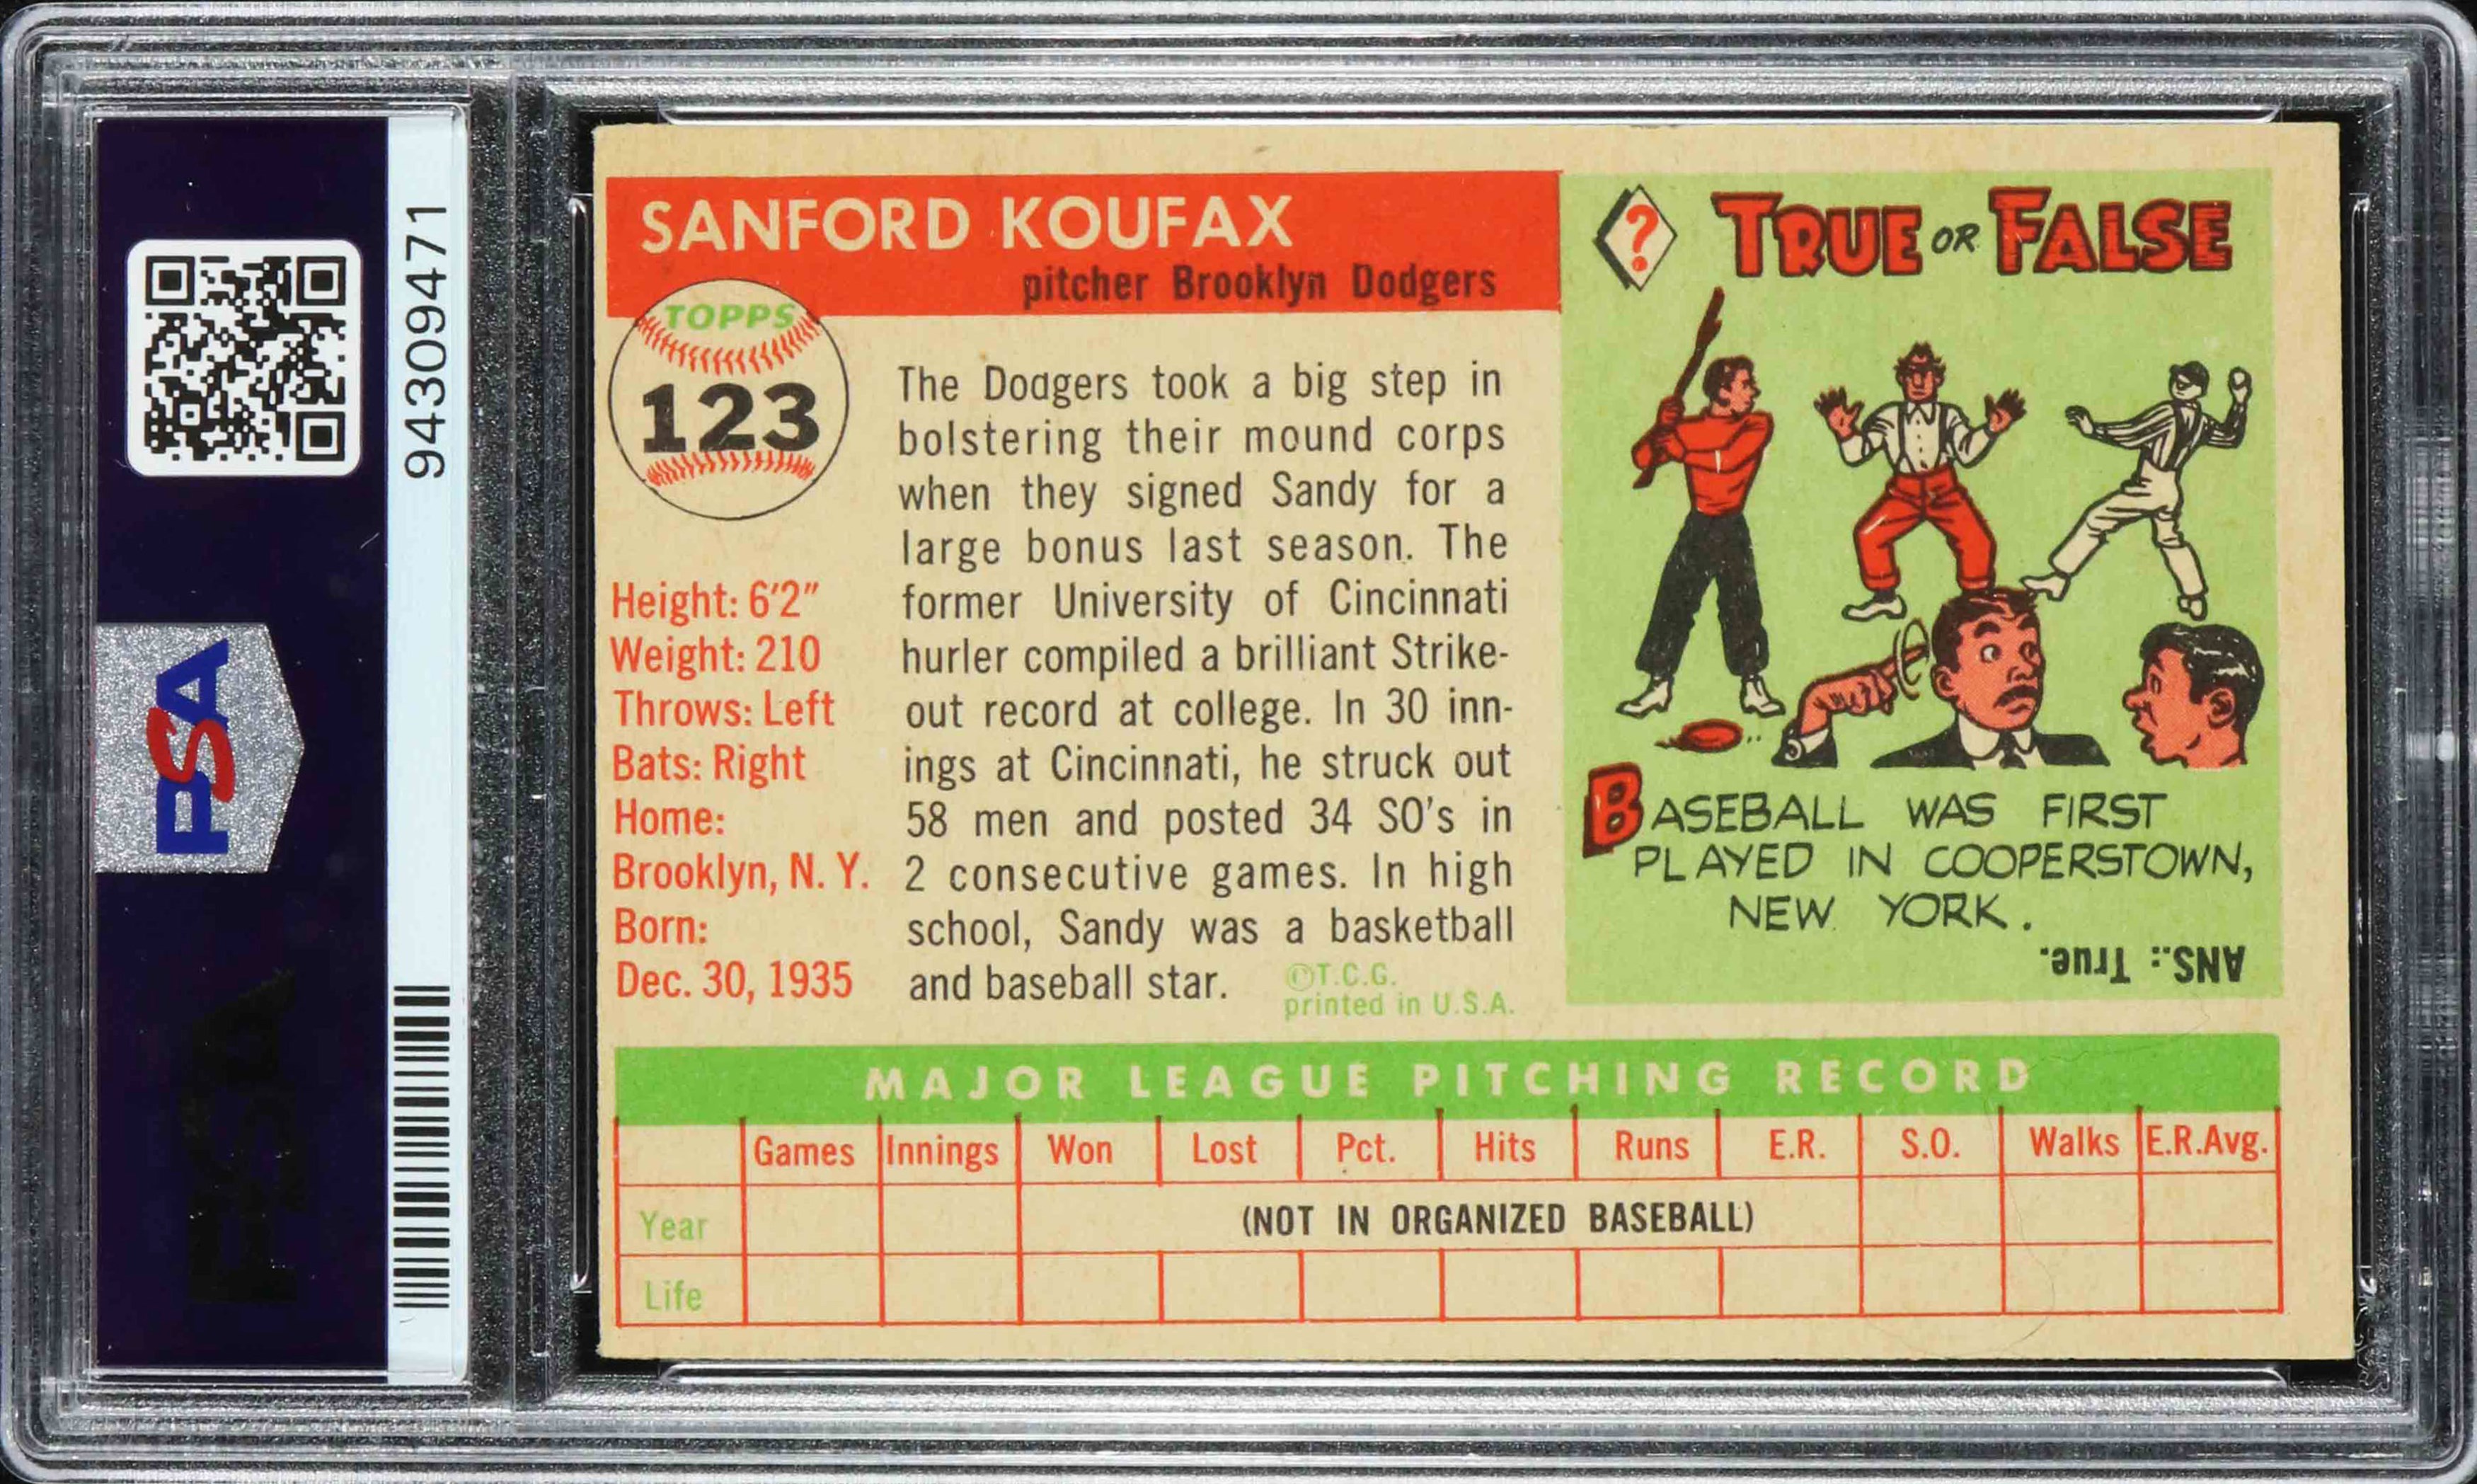 94309471
PSA
SANFORD KOUFAX
pitcher Brooklyn Dodgers
TOPPS
123
Height: 6'2"
Weight: 210
Throws: Left
Bats: Right
Home:
Brooklyn, N. Y.
Born:
Dec. 30, 1935
The Dodgers took a big step in
bolstering their mound corps
when they signed Sandy for a
large bonus last season. The
former University of Cincinnati
hurler compiled a brilliant Strike-
out record at college. In 30 inn-
ings at Cincinnati, he struck out
58 men and posted 34 SO's in
2 consecutive games. In high
school, Sandy was a basketball
and baseball star.
©T.C.G.
printed in U.S.A.
?
TRUE OR FALSE
BASEBALL WAS FIRST
PLAYED IN COOPERSTOWN,
NEW YORK.
ANS.: True.
MAJOR LEAGUE PITCHING RECORD
Games Innings Won Lost Pct. Hits Runs E.R. S.O. Walks E.R.Avg.
Year (NOT IN ORGANIZED BASEBALL)
Life